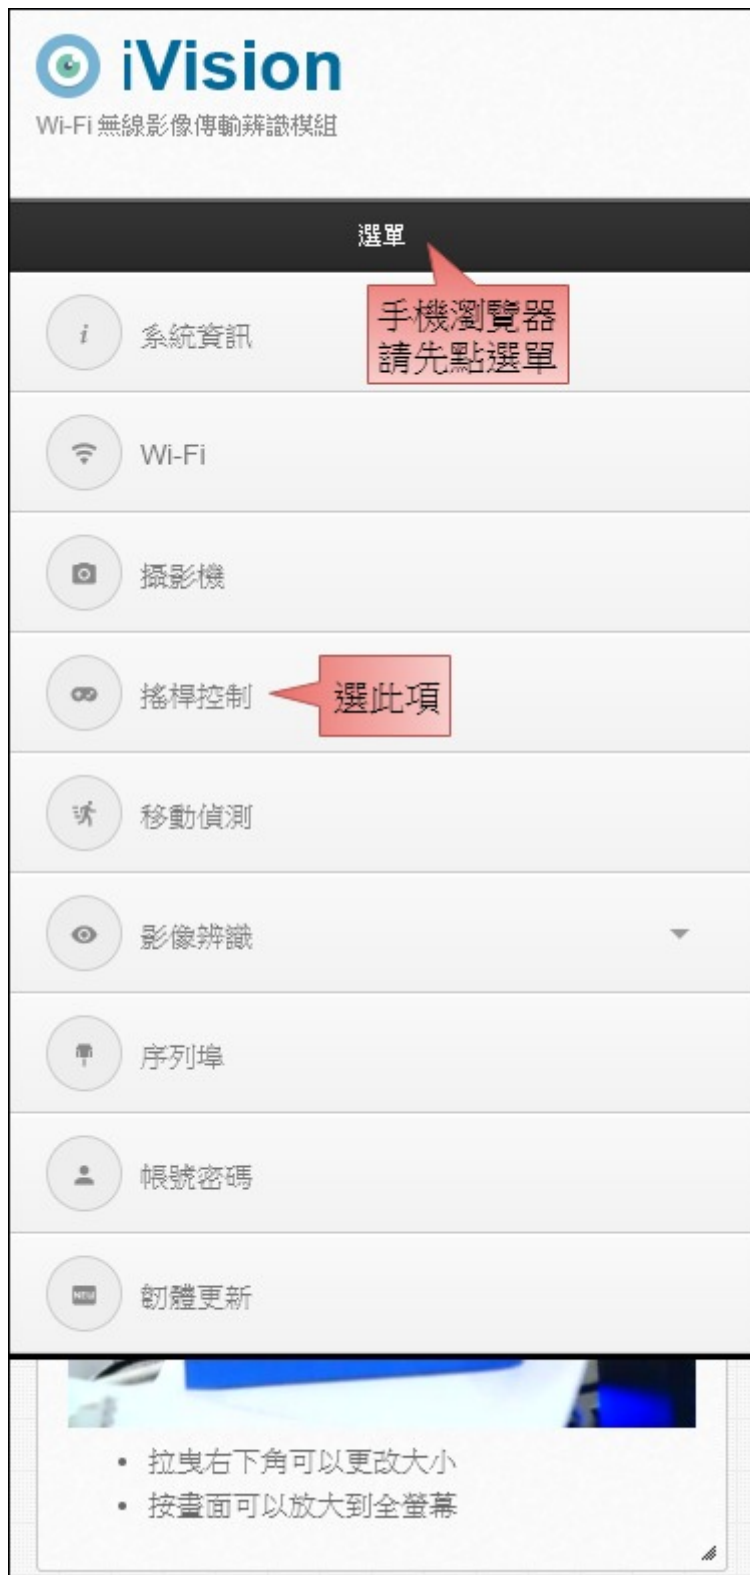 iVision
Wi-Fi 無線影像傳輸辨識模組
選單
手機瀏覽器
請先點選單
系統資訊
Wi-Fi
攝影機
搖桿控制
選此項
移動偵測
影像辨識
序列埠
帳號密碼
NEW
韌體更新
拉曳右下角可以更改大小
按畫面可以放大到全螢幕